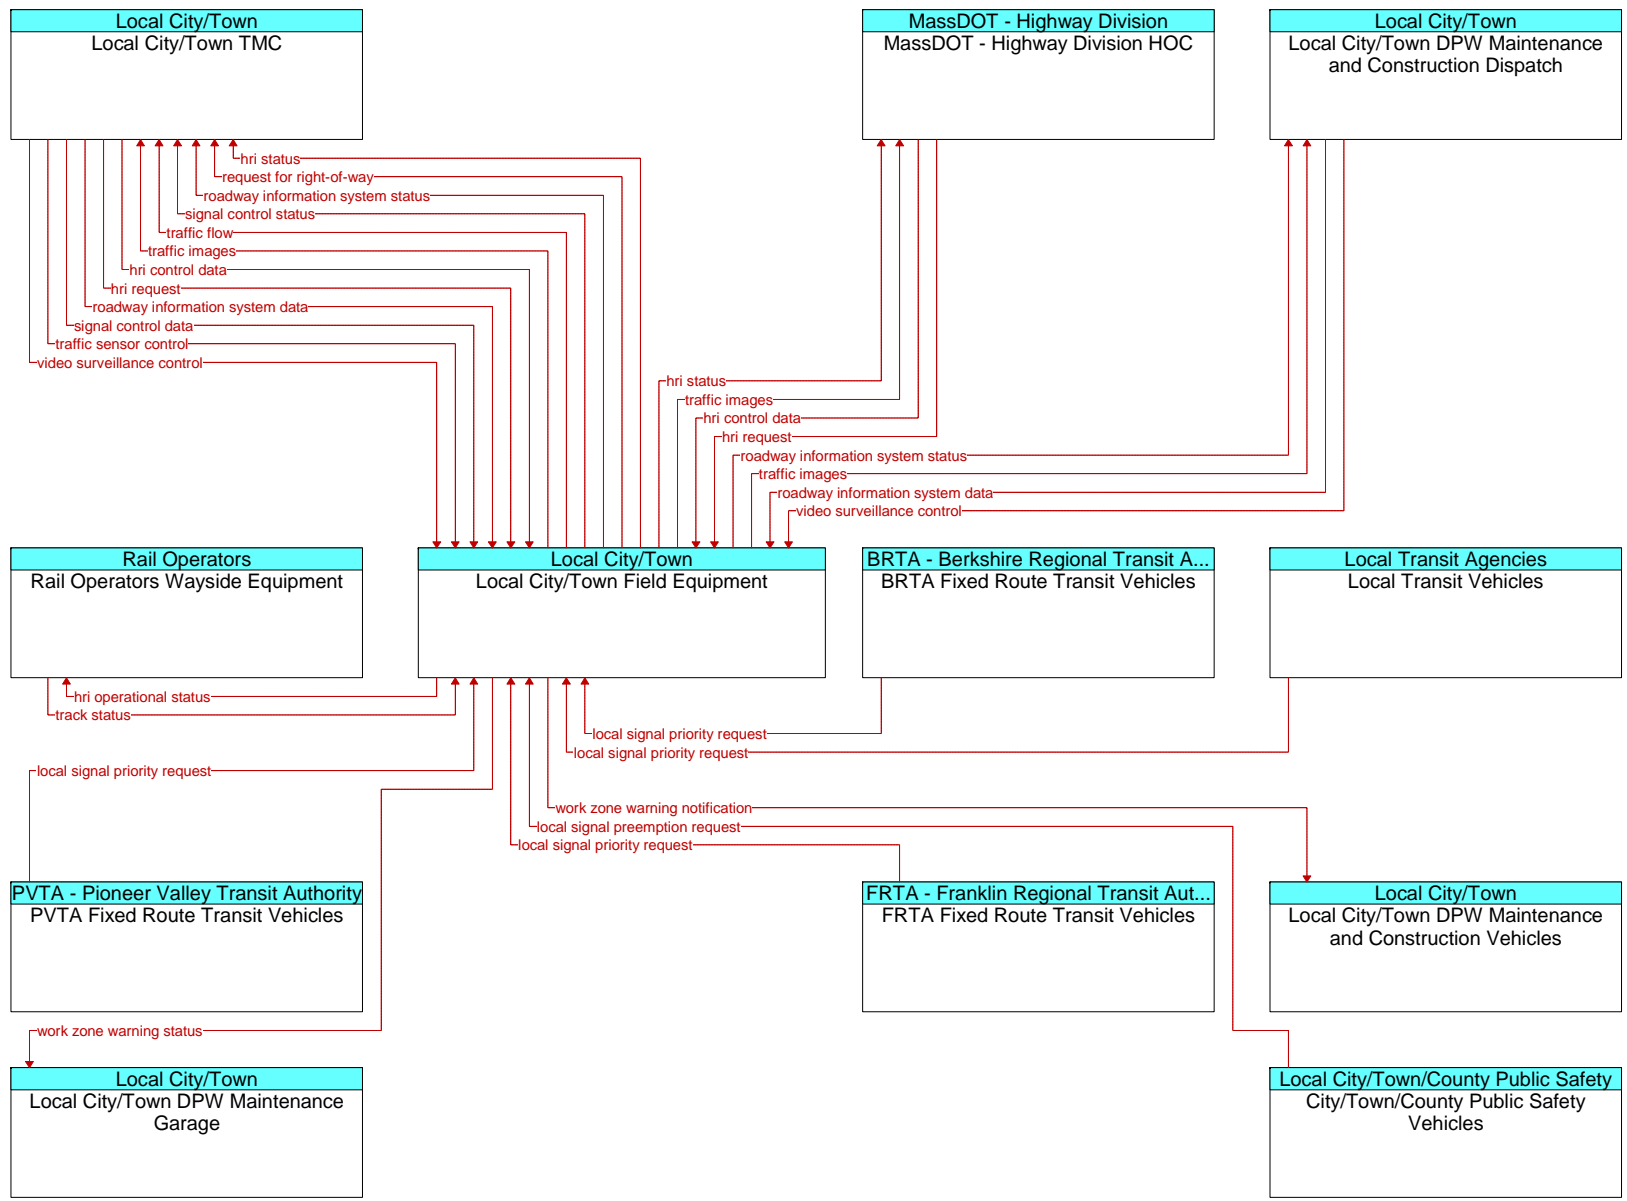 Local City/Town
Local City/Town TMC
MassDOT - Highway Division
MassDOT - Highway Division HOC
Local City/Town
Local City/Town DPW Maintenance
and Construction Dispatch
hri status
request for right-of-way
roadway information system status
signal control status
traffic flow
traffic images
hri control data
hri request
roadway information system data
signal control data
traffic sensor control
video surveillance control
hri status
traffic images
hri control data
hri request
roadway information system status
traffic images
roadway information system data
video surveillance control
Rail Operators
Rail Operators Wayside Equipment
Local City/Town
Local City/Town Field Equipment
BRTA - Berkshire Regional Transit A...
BRTA Fixed Route Transit Vehicles
Local Transit Agencies
Local Transit Vehicles
hri operational status
track status
local signal priority request
local signal priority request
local signal priority request
work zone warning notification
local signal preemption request
local signal priority request
PVTA - Pioneer Valley Transit Authority
PVTA Fixed Route Transit Vehicles
FRTA - Franklin Regional Transit Aut...
FRTA Fixed Route Transit Vehicles
Local City/Town
Local City/Town DPW Maintenance
and Construction Vehicles
work zone warning status
Local City/Town
Local City/Town DPW Maintenance
Garage
Local City/Town/County Public Safety
City/Town/County Public Safety
Vehicles